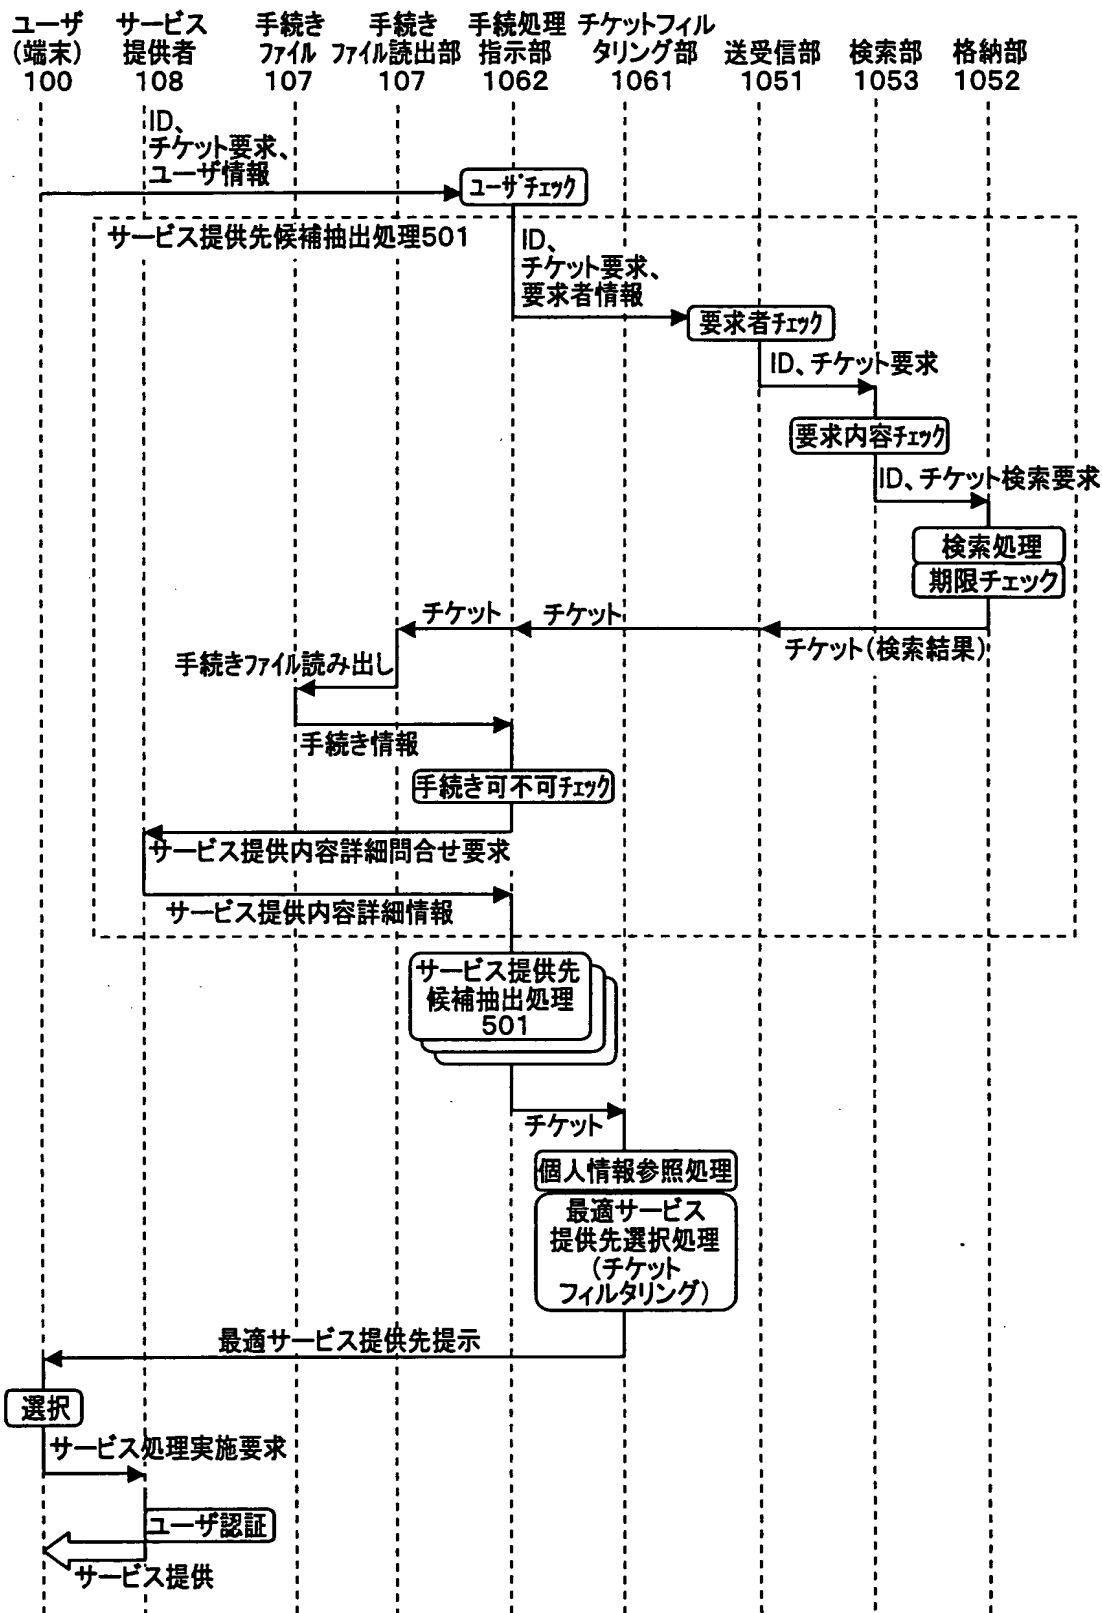 ユーザ
(端末)
100
サービス
提供者
108
手続き
ファイル
107
手続き
ファイル読出部
107
手続処理
指示部
1062
チケットフィル
タリング部
1061
送受信部
1051
検索部
1053
格納部
1052
ID、
チケット要求、
ユーザ情報
ユーザチェック
サービス提供先候補抽出処理501
ID、
チケット要求、
要求者情報
要求者チェック
ID、チケット要求
要求内容チェック
ID、チケット検索要求
検索処理
期限チェック
チケット
チケット
チケット(検索結果)
手続きファイル読み出し
手続き情報
手続き可不可チェック
サービス提供内容詳細問合せ要求
サービス提供内容詳細情報
サービス提供先
候補抽出処理
501
チケット
個人情報参照処理
最適サービス
提供先選択処理
(チケット
フィルタリング)
最適サービス提供先提示
選択
サービス処理実施要求
ユーザ認証
サービス提供